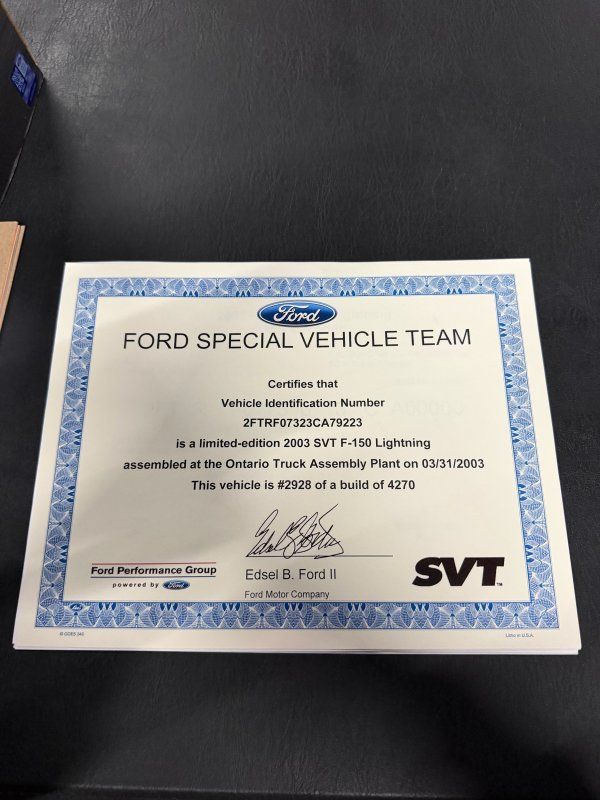 Ford
FORD SPECIAL VEHICLE TEAM
Certifies that
Vehicle Identification Number
2FTRF07323CA79223
is a limited-edition 2003 SVT F-150 Lightning
assembled at the Ontario Truck Assembly Plant on 03/31/2003
This vehicle is #2928 of a build of 4270
Edsel B. Ford II
Ford Motor Company
Ford Performance Group
powered by Ford
SVT
Litho in U.S.A.